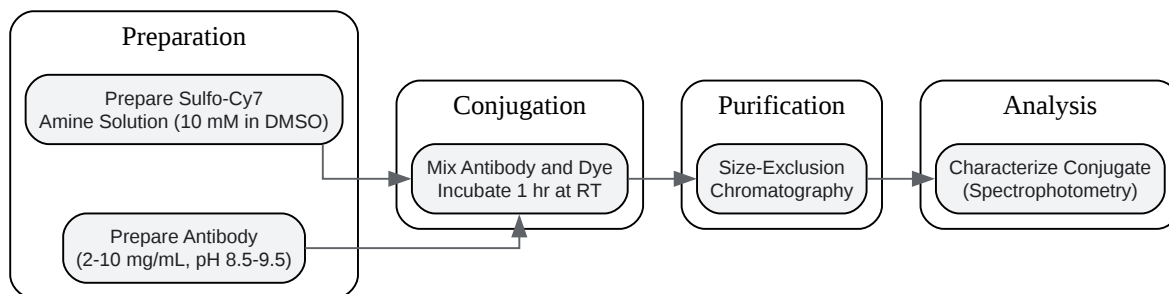 Preparation
Prepare Sulfo-Cy7
Amine Solution (10 mM in DMSO)
Prepare Antibody
(2-10 mg/mL, pH 8.5-9.5)
Conjugation
Mix Antibody and Dye
Incubate 1 hr at RT
Purification
Size-Exclusion
Chromatography
Analysis
Characterize Conjugate
(Spectrophotometry)